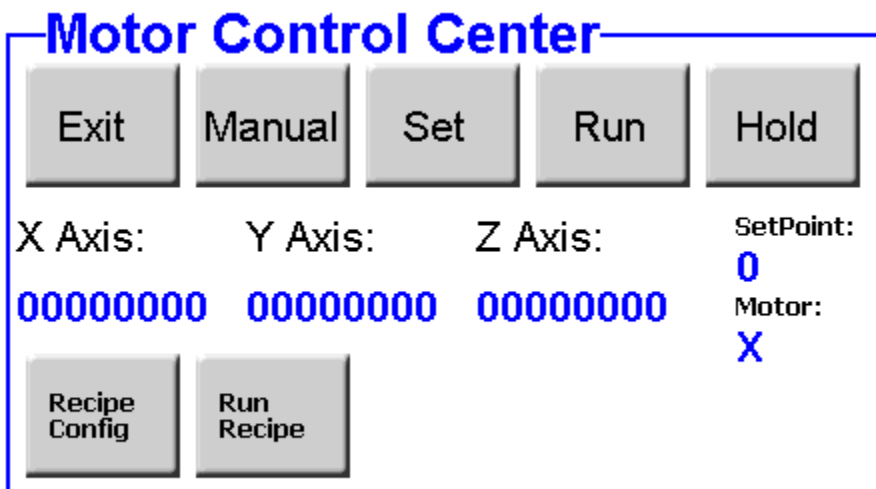 Motor Control Center
Exit Manual Set Run Hold
X Axis: Y Axis: Z Axis: SetPoint:
0
00000000 00000000 00000000 Motor:
X
Recipe
Config
Run
Recipe